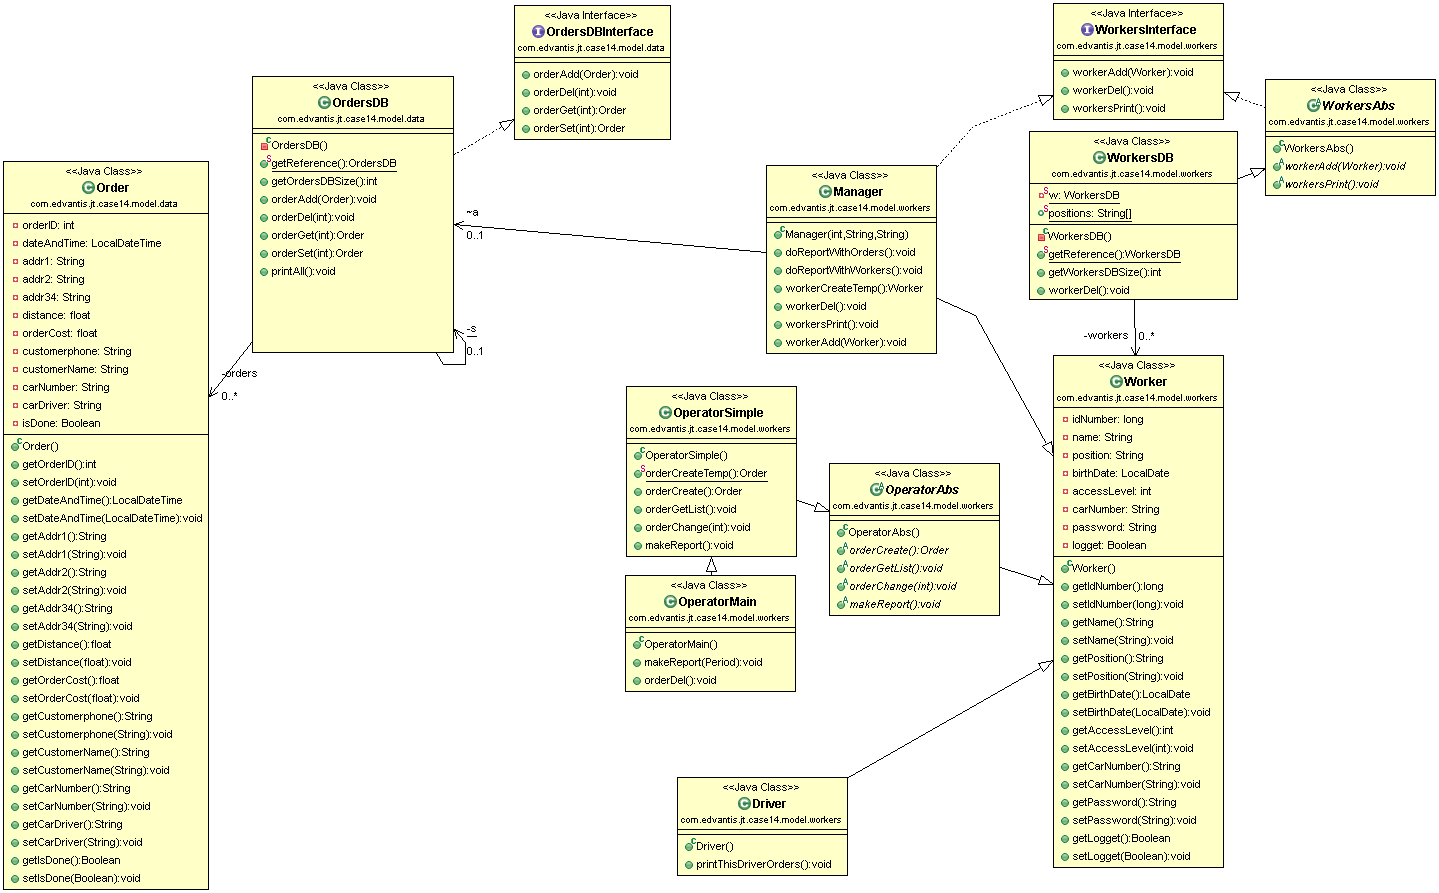 <<Java Interface>>
OrdersDBInterface
com.edvantis.jt.case14.model.data
orderAdd(Order):void
orderDel(int):void
orderGet(int):Order
orderSet(int):Order
<<Java Interface>>
WorkersInterface
com.edvantis.jt.case14.model.workers
workerAdd(Worker):void
workerDel():void
workersPrint():void
<<Java Class>>
WorkersAbs
com.edvantis.jt.case14.model.workers
WorkersAbs()
workerAdd(Worker):void
workersPrint():void
<<Java Class>>
OrdersDB
com.edvantis.jt.case14.model.data
OrdersDB()
getReference():OrdersDB
getOrdersDBSize():int
orderAdd(Order):void
orderDel(int):void
orderGet(int):Order
orderSet(int):Order
printAll():void
<<Java Class>>
WorkersDB
com.edvantis.jt.case14.model.workers
w: WorkersDB
positions: String[]
WorkersDB()
getReference():WorkersDB
getWorkersDBSize():int
workerDel():void
<<Java Class>>
Order
com.edvantis.jt.case14.model.data
orderID: int
dateAndTime: LocalDateTime
addr1: String
addr2: String
addr34: String
distance: float
orderCost: float
customerphone: String
customerName: String
carNumber: String
carDriver: String
isDone: Boolean
Order()
getOrderID():int
setOrderID(int):void
getDateAndTime():LocalDateTime
setDateAndTime(LocalDateTime):void
getAddr1():String
setAddr1(String):void
getAddr2():String
setAddr2(String):void
getAddr34():String
setAddr34(String):void
getDistance():float
setDistance(float):void
getOrderCost():float
setOrderCost(float):void
getCustomerphone():String
setCustomerphone(String):void
getCustomerName():String
setCustomerName(String):void
getCarNumber():String
setCarNumber(String):void
getCarDriver():String
setCarDriver(String):void
getIsDone():Boolean
setIsDone(Boolean):void
<<Java Class>>
Manager
com.edvantis.jt.case14.model.workers
Manager(int,String,String)
doReportWithOrders():void
doReportWithWorkers():void
workerCreateTemp():Worker
workerDel():void
workersPrint():void
workerAdd(Worker):void
~a
0..1
-s
0..1
-orders
0..*
-workers
0..*
<<Java Class>>
Worker
com.edvantis.jt.case14.model.workers
idNumber: long
name: String
position: String
birthDate: LocalDate
accessLevel: int
carNumber: String
password: String
logget: Boolean
Worker()
getIdNumber():long
setIdNumber(long):void
getName():String
setName(String):void
getPosition():String
setPosition(String):void
getBirthDate():LocalDate
setBirthDate(LocalDate):void
getAccessLevel():int
setAccessLevel(int):void
getCarNumber():String
setCarNumber(String):void
getPassword():String
setPassword(String):void
getLogget():Boolean
setLogget(Boolean):void
<<Java Class>>
OperatorSimple
com.edvantis.jt.case14.model.workers
OperatorSimple()
orderCreateTemp():Order
orderCreate():Order
orderGetList():void
orderChange(int):void
makeReport():void
<<Java Class>>
OperatorAbs
com.edvantis.jt.case14.model.workers
OperatorAbs()
orderCreate():Order
orderGetList():void
orderChange(int):void
makeReport():void
<<Java Class>>
OperatorMain
com.edvantis.jt.case14.model.workers
OperatorMain()
makeReport(Period):void
orderDel():void
<<Java Class>>
Driver
com.edvantis.jt.case14.model.workers
Driver()
printThisDriverOrders():void